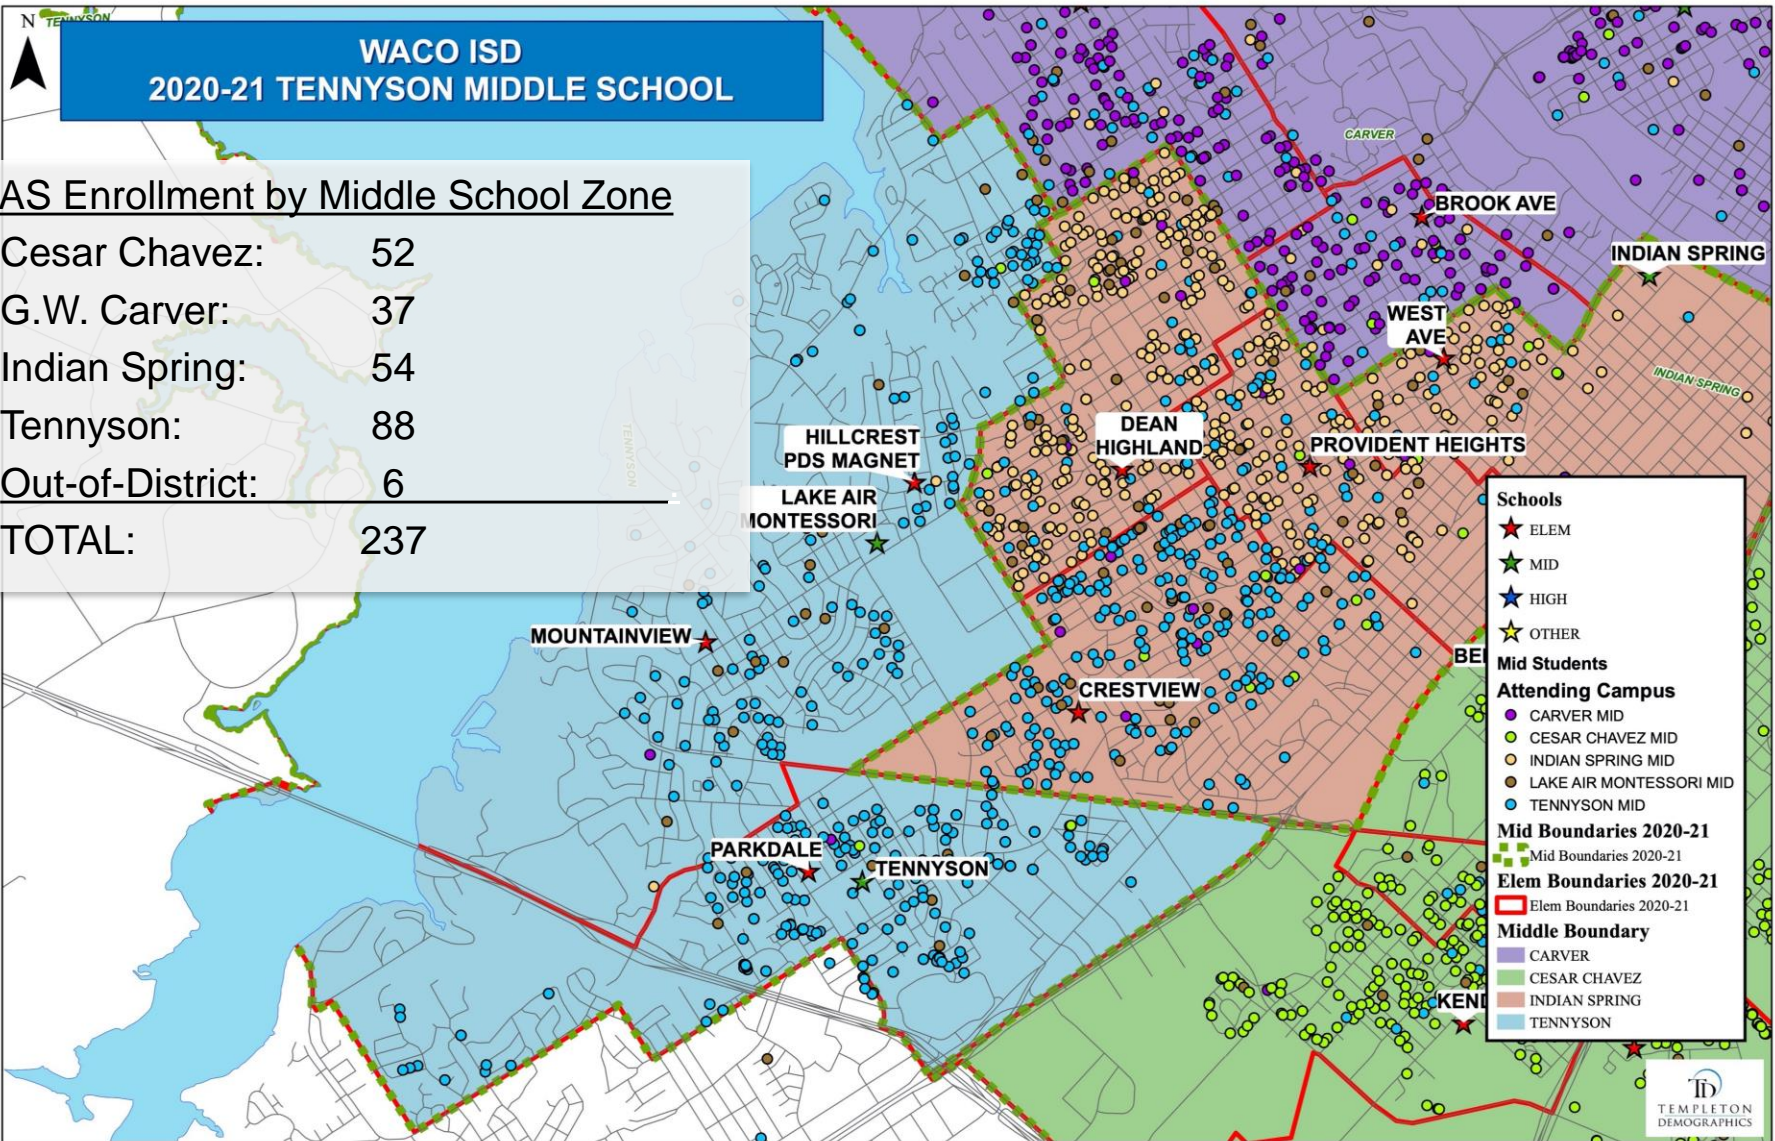 N
TENNYSON
WACO ISD
2020-21 TENNYSON MIDDLE SCHOOL
AS Enrollment by Middle School Zone
Cesar Chavez: 52
G.W. Carver: 37
Indian Spring: 54
Tennyson: 88
Out-of-District: 6
TOTAL: 237
CARVER
BROOK AVE
INDIAN SPRING
WEST
AVE
INDIAN SPRING
TENNYSON
HILLCREST
PDS MAGNET
DEAN
HIGHLAND
PROVIDENT HEIGHTS
LAKE AIR
MONTESSORI
MOUNTAINVIEW
CRESTVIEW
PARKDALE
TENNYSON
Schools
ELEM
MID
HIGH
OTHER
Mid Students
Attending Campus
CARVER MID
CESAR CHAVEZ MID
INDIAN SPRING MID
LAKE AIR MONTESSORI MID
TENNYSON MID
Mid Boundaries 2020-21
Mid Boundaries 2020-21
Elem Boundaries 2020-21
Elem Boundaries 2020-21
Middle Boundary
CARVER
CESAR CHAVEZ
INDIAN SPRING
TENNYSON
TD
TEMPLETON
DEMOGRAPHICS